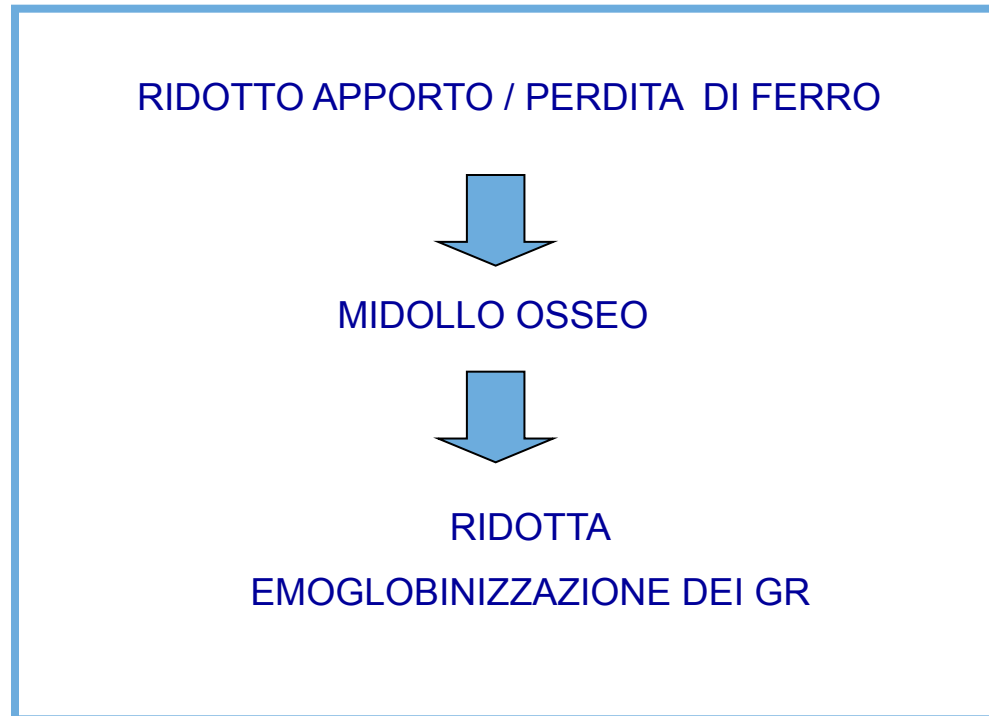 RIDOTTO APPORTO / PERDITA DI FERRO
MIDOLLO OSSEO
RIDOTTA
EMOGLOBINIZZAZIONE DEI GR